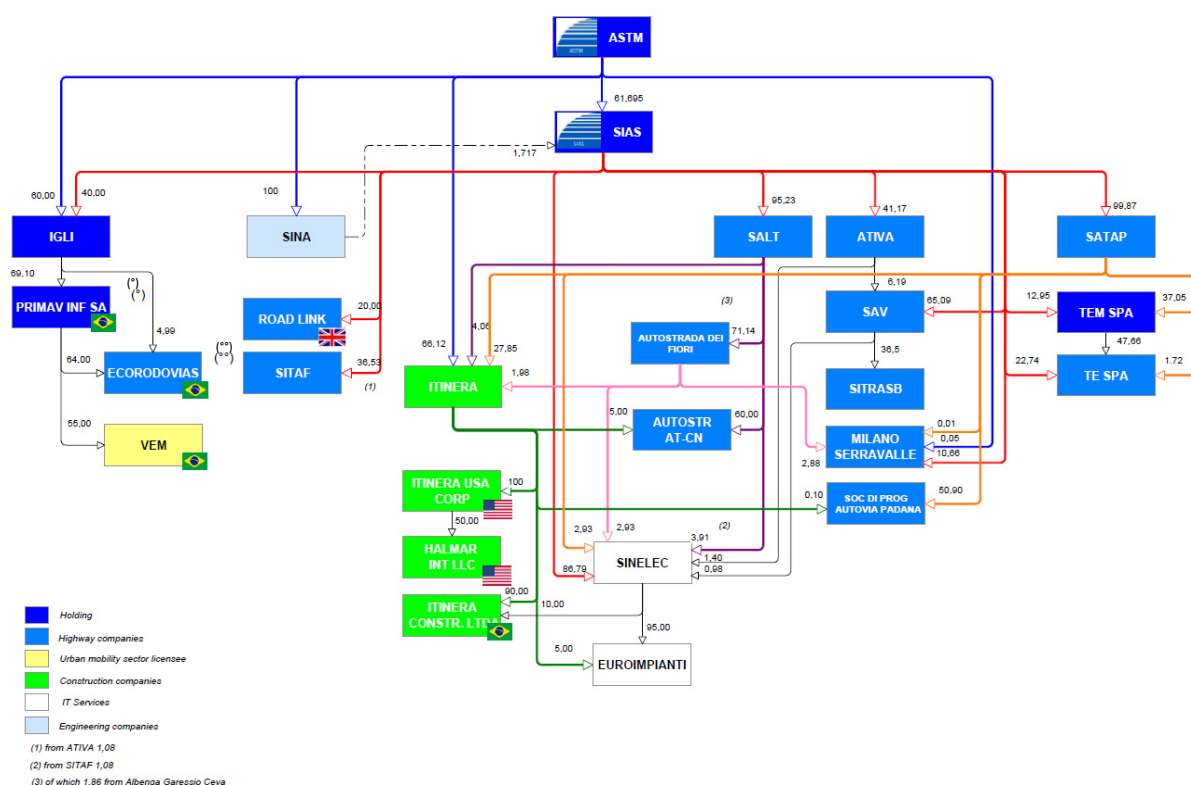 ASTM
ASTM
61,695
SIAS
SIAS
1,717
60,00
40,00
100
95,23
41,17
99,87
IGLI
SINA
SALT
ATIVA
SATAP
69,10
(°)
(°)
6,19
PRIMAV INF SA
4,99
ROAD LINK
20,00
4,06
(3)
SAV
65,09
12,95
TEM SPA
37,05
64,00
ECORODOVIAS
(°°)
(°°)
SITAF
36,53
(1)
66,12
27,85
AUTOSTRADA DEI
FIORI
71,14
36,5
47,66
ITINERA
1,98
SITRASB
22,74
TE SPA
1.72
55,00
VEM
5,00
AUTOSTR
AT-CN
60,00
2,88
MILANO
SERRAVALLE
0,01
0,05
10,66
ITINERA USA
CORP
100
0,10
SOC DI PROG
AUTOVIA PADANA
50,90
50,00
HALMAR
INT LLC
2,93
2,93
(2)
3,91
SINELEC
1,40
0,98
86,79
90,00
ITINERA
CONSTR. LTDA
10,00
95,00
5,00
EUROIMPIANTI
Holding
Highway companies
Urban mobility sector licensee
Construction companies
IT Services
Engineering companies
(1) from ATIVA 1,08
(2) from SITAF 1,08
(3) of which 1,86 from Albenga Garessio Ceva